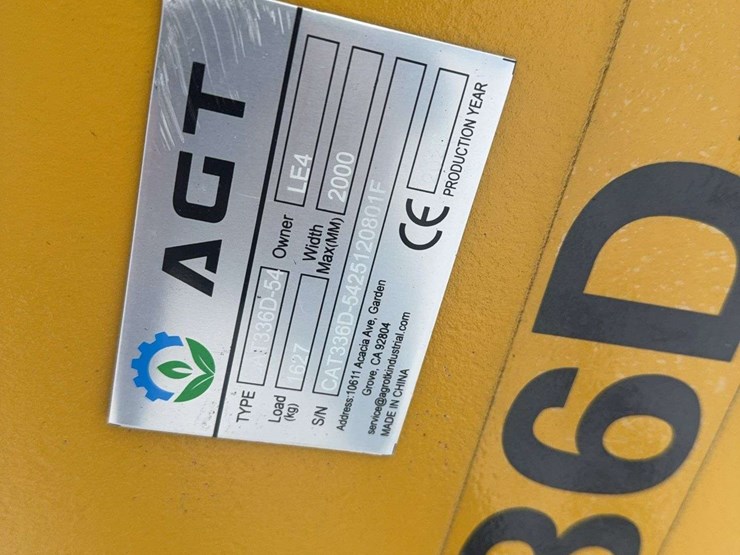 AGT
TYPE 336D-54 Owner LE4
Load (kg) 1627 Width Max(MM) 2000
S/N CAT336D-5425120801F
Address:10611 Acacia Ave, Garden
Grove, CA 92804
service@agrotkindustrial.com
MADE IN CHINA
CE
PRODUCTION YEAR
36D